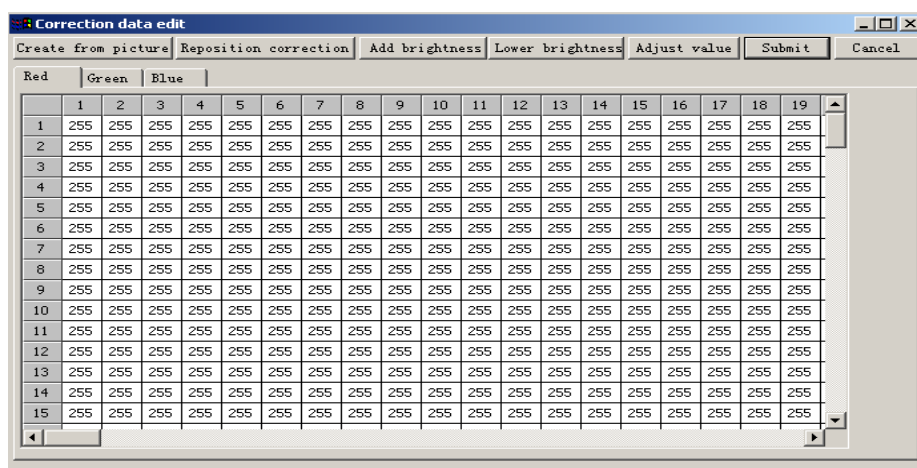 Correction data edit
Create from picture Reposition correction Add brightness Lower brightness Adjust value Submit Cancel
Red Green Blue
1 2 3 4 5 6 7 8 9 10 11 12 13 14 15 16 17 18 19
1 255 255 255 255 255 255 255 255 255 255 255 255 255 255 255 255 255 255 255
2 255 255 255 255 255 255 255 255 255 255 255 255 255 255 255 255 255 255 255
3 255 255 255 255 255 255 255 255 255 255 255 255 255 255 255 255 255 255 255
4 255 255 255 255 255 255 255 255 255 255 255 255 255 255 255 255 255 255 255
5 255 255 255 255 255 255 255 255 255 255 255 255 255 255 255 255 255 255 255
6 255 255 255 255 255 255 255 255 255 255 255 255 255 255 255 255 255 255 255
7 255 255 255 255 255 255 255 255 255 255 255 255 255 255 255 255 255 255 255
8 255 255 255 255 255 255 255 255 255 255 255 255 255 255 255 255 255 255 255
9 255 255 255 255 255 255 255 255 255 255 255 255 255 255 255 255 255 255 255
10 255 255 255 255 255 255 255 255 255 255 255 255 255 255 255 255 255 255 255
11 255 255 255 255 255 255 255 255 255 255 255 255 255 255 255 255 255 255 255
12 255 255 255 255 255 255 255 255 255 255 255 255 255 255 255 255 255 255 255
13 255 255 255 255 255 255 255 255 255 255 255 255 255 255 255 255 255 255 255
14 255 255 255 255 255 255 255 255 255 255 255 255 255 255 255 255 255 255 255
15 255 255 255 255 255 255 255 255 255 255 255 255 255 255 255 255 255 255 255